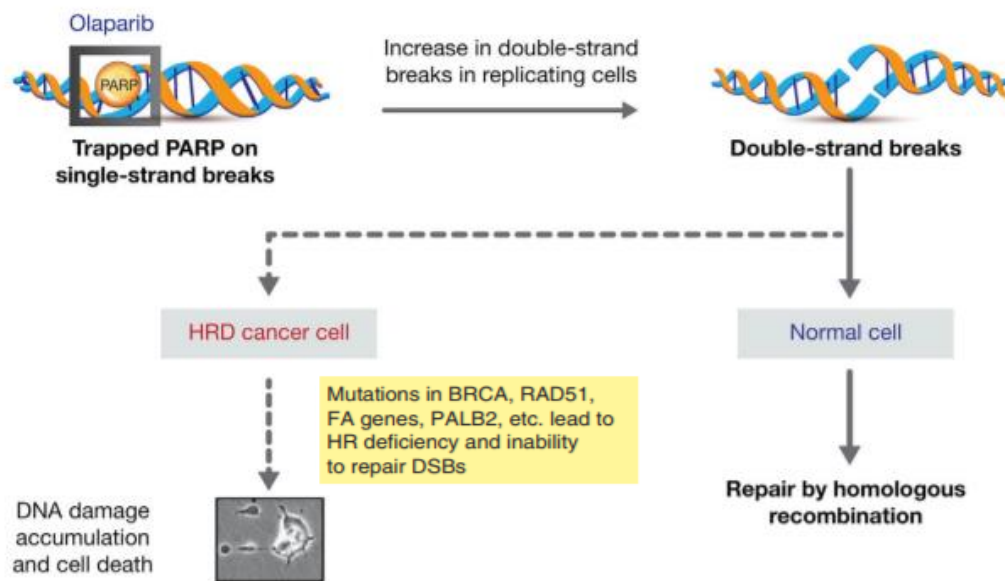 Olaparib
PARP
Trapped PARP on
single-strand breaks
Increase in double-strand
breaks in replicating cells
Double-strand breaks
HRD cancer cell
Normal cell
Mutations in BRCA, RAD51,
FA genes, PALB2, etc. lead to
HR deficiency and inability
to repair DSBs
DNA damage
accumulation
and cell death
Repair by homologous
recombination